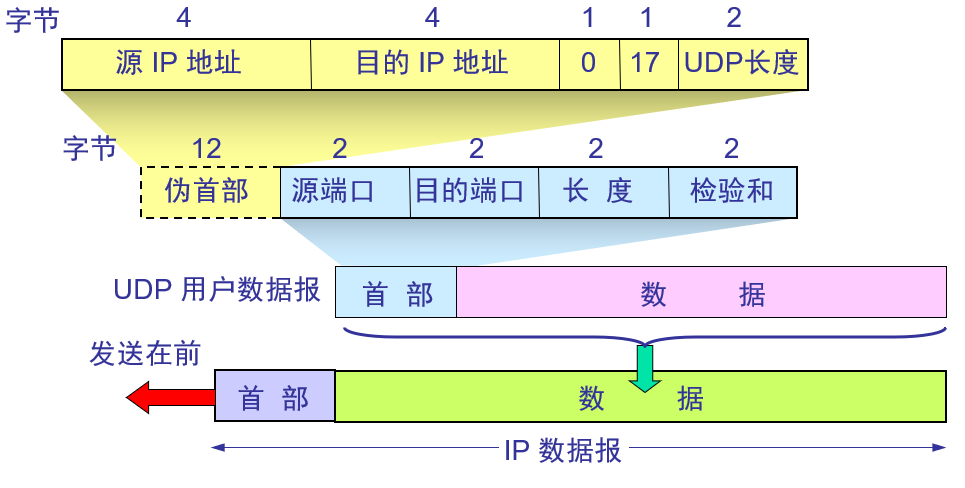 字节 4 4 1 1 2
源 IP 地址 目的 IP 地址 0 17 UDP长度
字节 12 2 2 2 2
伪首部 源端口 目的端口 长 度 检验和
UDP 用户数据报 首 部 数 据
发送在前
首 部 数 据
IP 数据报